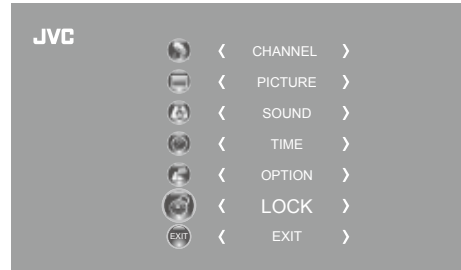 JVC
CHANNEL
PICTURE
SOUND
TIME
OPTION
LOCK
EXIT EXIT